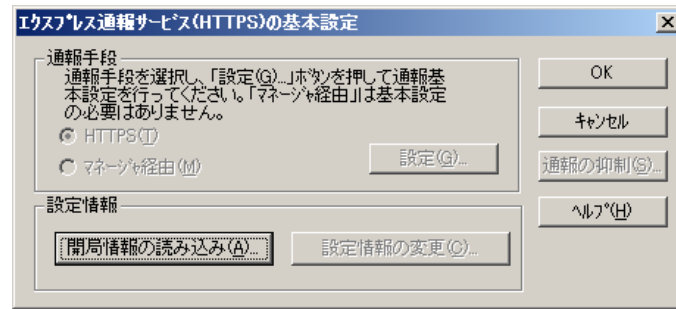 エクスプレス通報サービス(HTTPS)の基本設定
通報手段
通報手段を選択し、「設定(G)...」ボタンを押して通報基
本設定を行ってください。「マネージャ経由」は基本設定
の必要はありません。
HTTPS(T)
マネージャ経由(M)
設定(G)...
設定情報
開局情報の読み込み(A)...
設定情報の変更(C)...
OK
キャンセル
通報の抑制(S)...
ヘルプ(H)